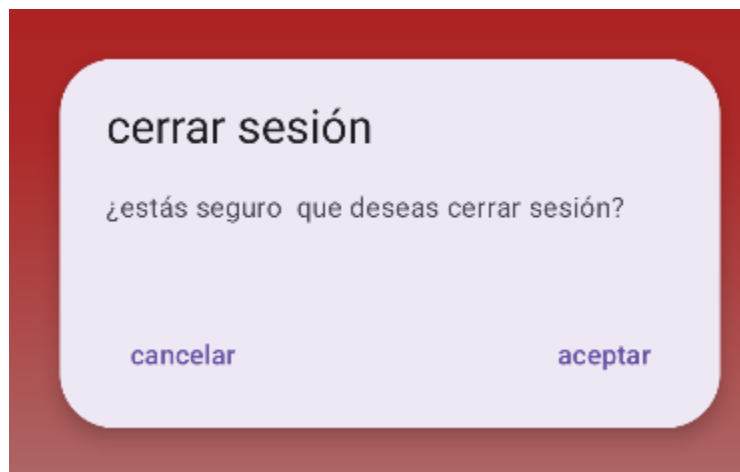 cerrar sesión
¿estás seguro  que deseas cerrar sesión?
cancelar
aceptar